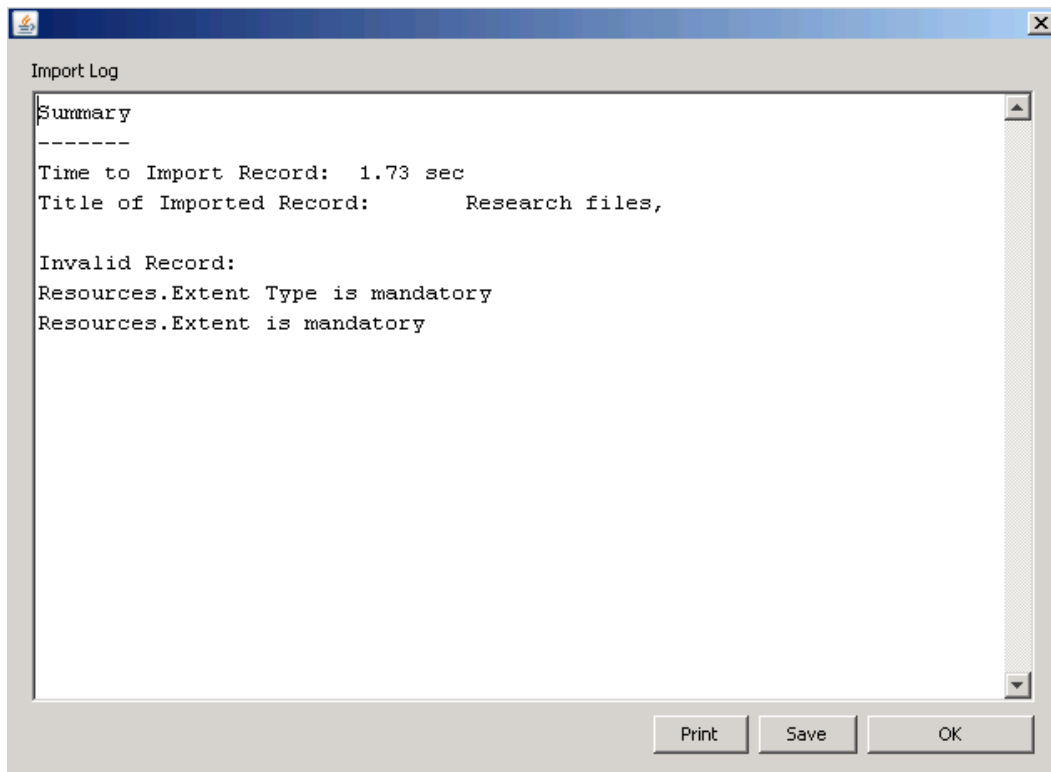 Import Log
Summary
-------
Time to Import Record:  1.73 sec
Title of Imported Record:       Research files,
Invalid Record:
Resources.Extent Type is mandatory
Resources.Extent is mandatory
Print Save OK